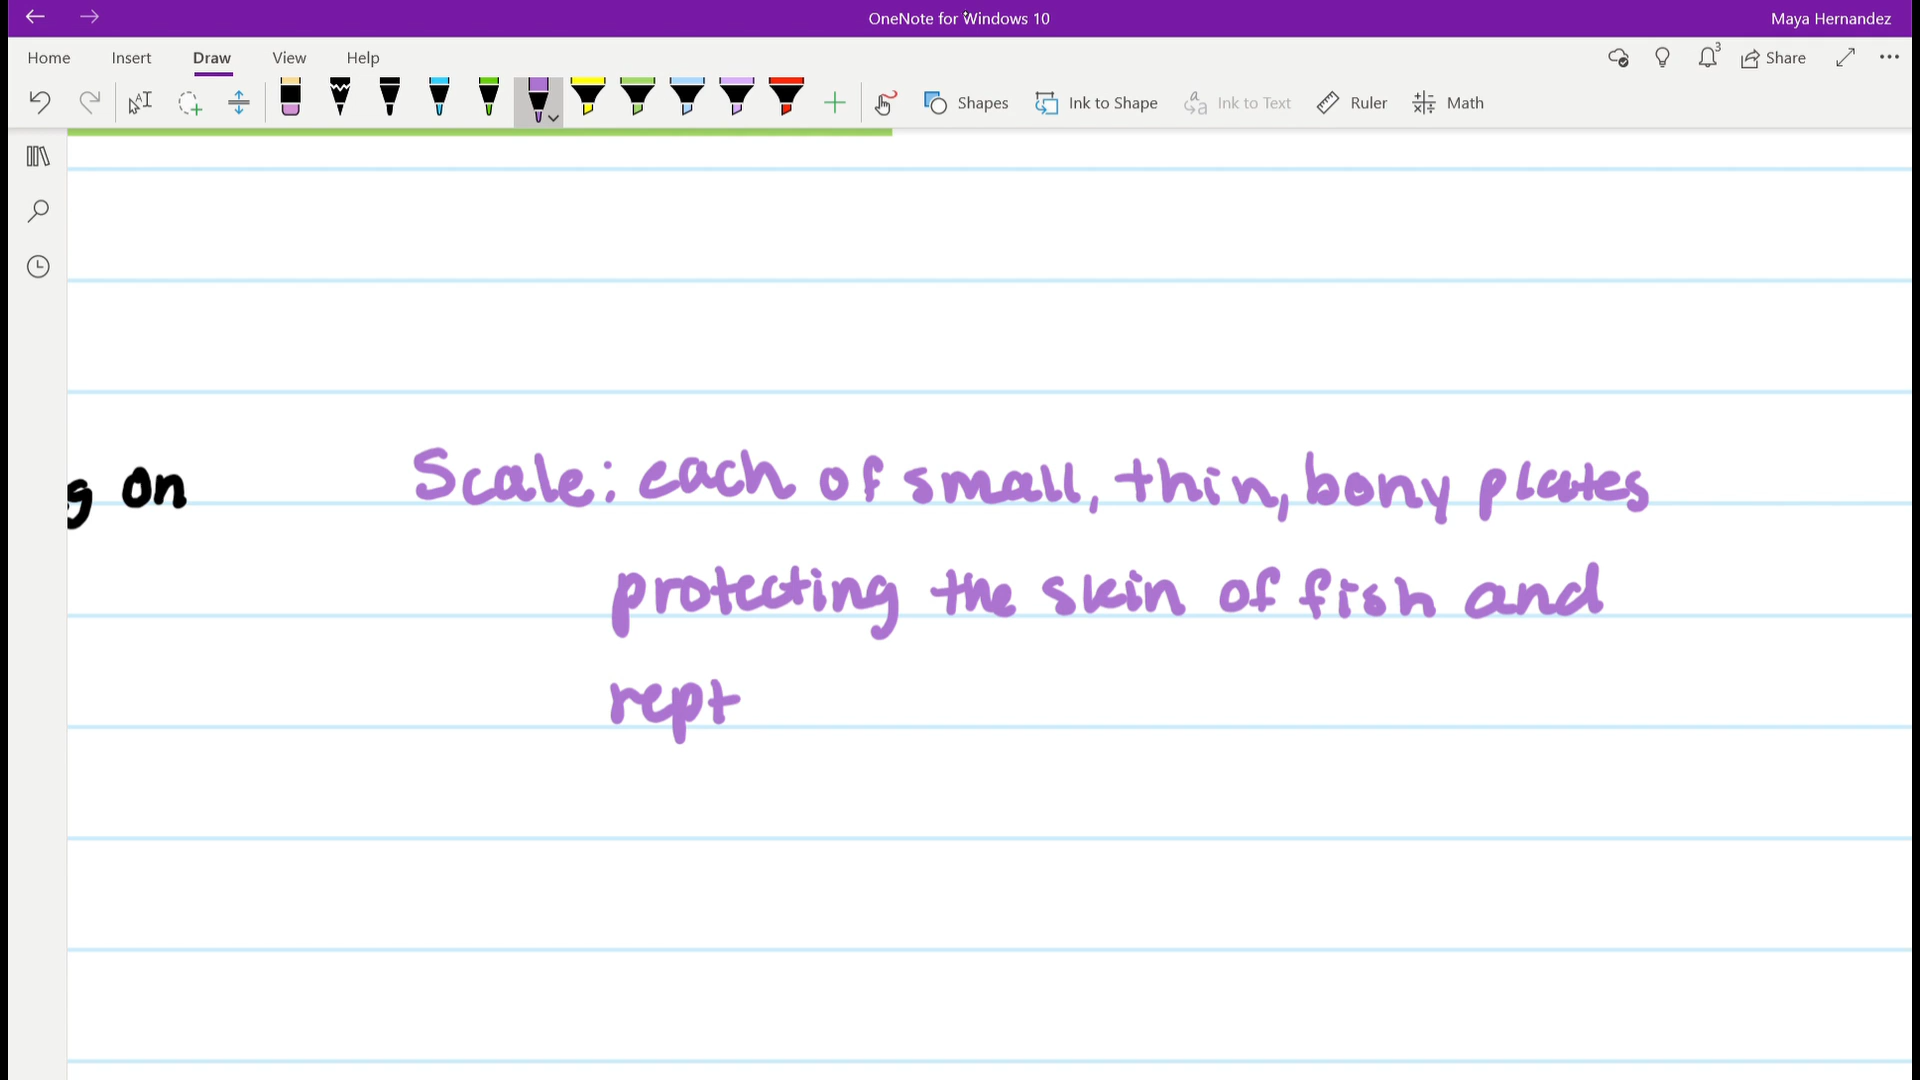 OneNote for Windows 10
Maya Hernandez
Home Insert Draw View Help
3 Share
Shapes Ink to Shape Ink to Text Ruler Math
g on
Scale: each of small, thin, bony plates
protecting the skin of fish and
rept